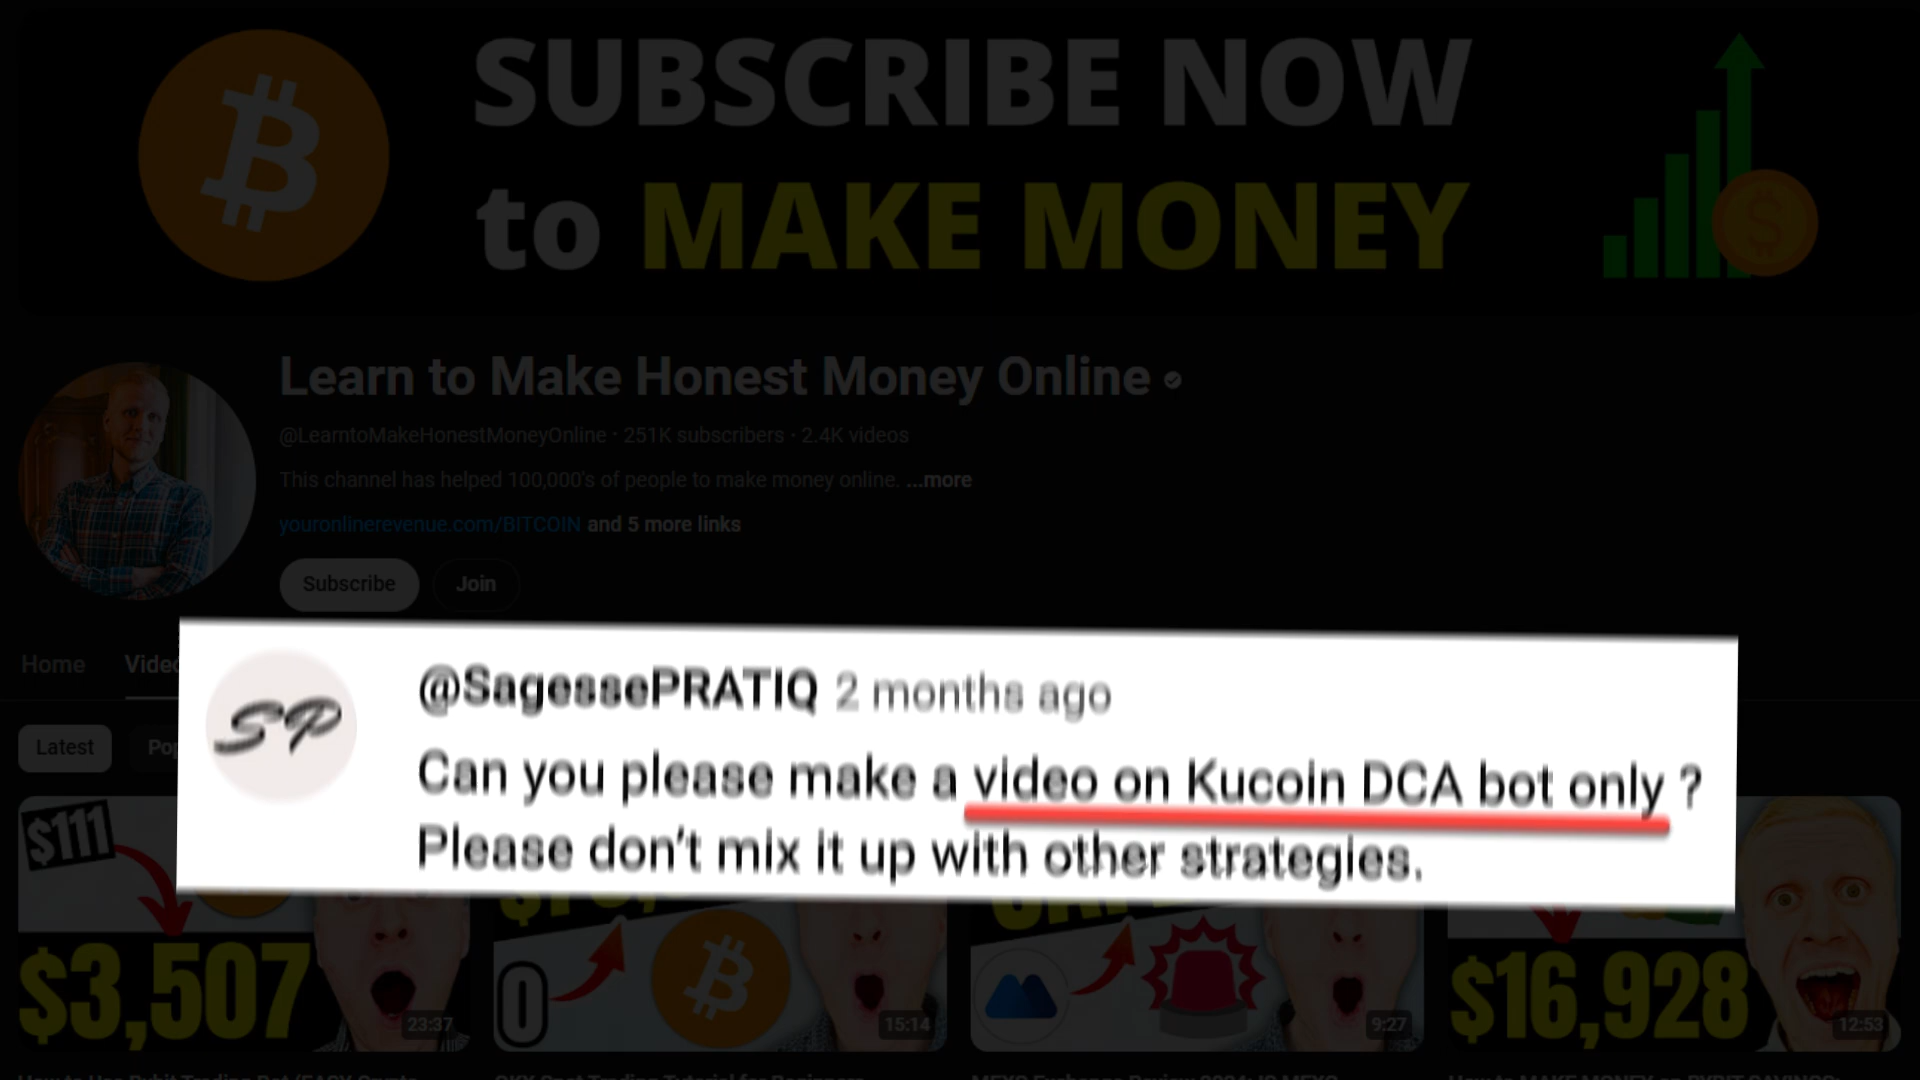 SUBSCRIBE NOW
to MAKE MONEY
Learn to Make Honest Money Online
@LearntoMakeHonestMoneyOnline · 251K subscribers · 2.4K videos
This channel has helped 100,000's of people to make money online. ...more
youronlinerevenue.com/BITCOIN and 5 more links
Subscribe
Join
Home
SP
@SagessePRATIQ 2 months ago
Can you please make a video on Kucoin DCA bot only ?
Please don't mix it up with other strategies.
Latest
$111
$3,507
23:37
0
15:14
9:27
$16,928
12:53